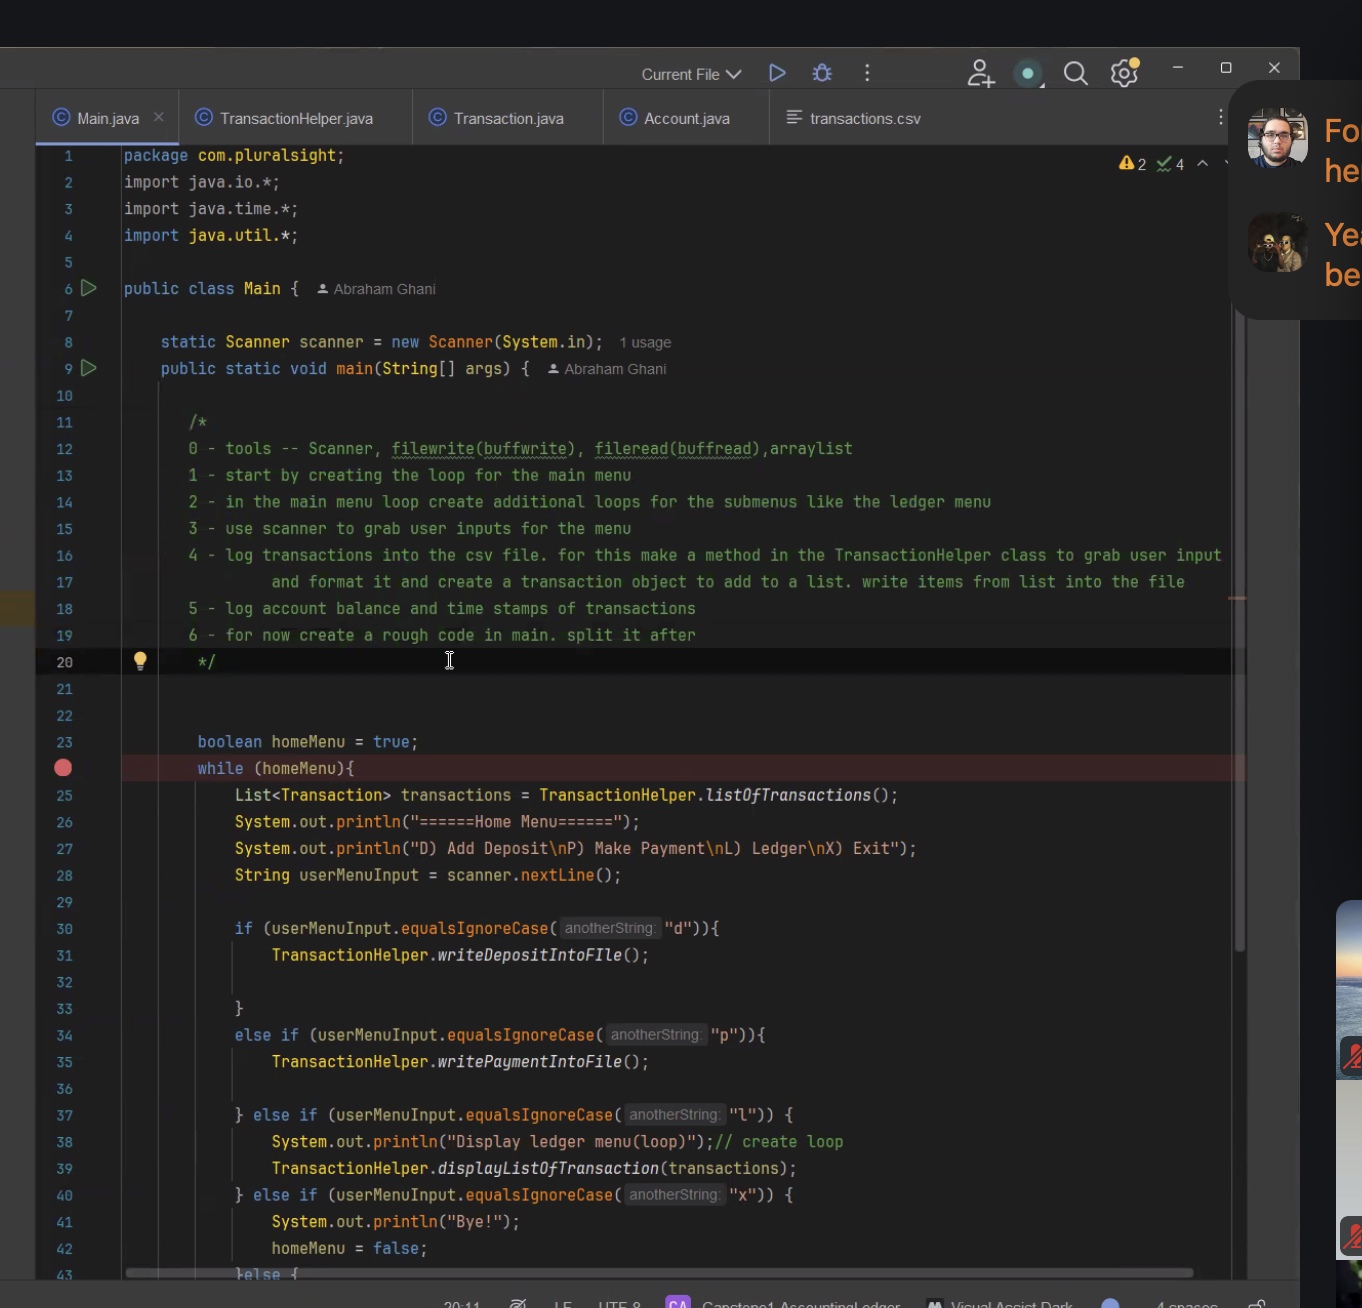 Current File
Main.java
TransactionHelper.java
Transaction.java
Account.java
transactions.csv
1 package com.pluralsight;
2 import java.io.*;
3 import java.time.*;
4 import java.util.*;
5
6 public class Main { Abraham Ghani
7
8 static Scanner scanner = new Scanner(System.in); 1 usage
9 public static void main(String[] args) { Abraham Ghani
10
11 /*
12 0 - tools -- Scanner, filewrite(buffwrite), fileread(buffread),arraylist
13 1 - start by creating the loop for the main menu
14 2 - in the main menu loop create additional loops for the submenus like the ledger menu
15 3 - use scanner to grab user inputs for the menu
16 4 - log transactions into the csv file. for this make a method in the TransactionHelper class to grab user input
17 and format it and create a transaction object to add to a list. write items from list into the file
18 5 - log account balance and time stamps of transactions
19 6 - for now create a rough code in main. split it after
20 */
21
22
23 boolean homeMenu = true;
while (homeMenu){
25 List<Transaction> transactions = TransactionHelper.listOfTransactions();
26 System.out.println("======Home Menu======");
27 System.out.println("D) Add Deposit\nP) Make Payment\nL) Ledger\nX) Exit");
28 String userMenuInput = scanner.nextLine();
29
30 if (userMenuInput.equalsIgnoreCase( anotherString: "d")){
31 TransactionHelper.writeDepositIntoFIle();
32
33 }
34 else if (userMenuInput.equalsIgnoreCase( anotherString: "p")){
35 TransactionHelper.writePaymentIntoFile();
36
37 } else if (userMenuInput.equalsIgnoreCase( anotherString: "l")) {
38 System.out.println("Display ledger menu(loop)");// create loop
39 TransactionHelper.displayListOfTransaction(transactions);
40 } else if (userMenuInput.equalsIgnoreCase( anotherString: "x")) {
41 System.out.println("Bye!");
42 homeMenu = false;
43 }else {
2 4
20:11 LF UTF-8 CA Capstone1-AccountingLedger Visual Assist Dark 4 spaces